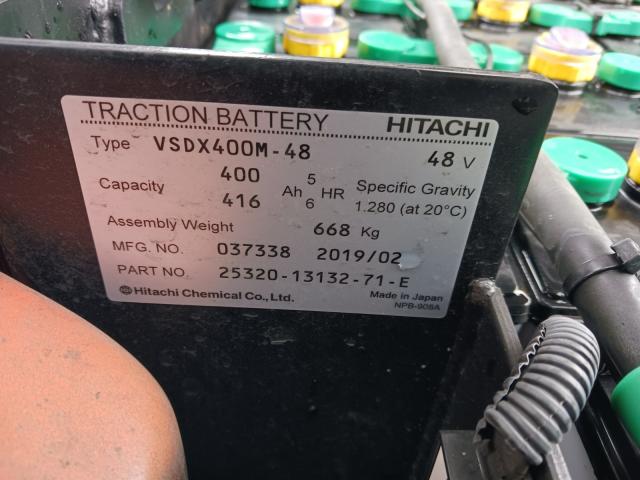 TRACTION BATTERY HITACHI
Type VSDX400M-48 48 V
Capacity 400 Ah 5 HR Specific Gravity
416 6 1.280 (at 20°C)
Assembly Weight 668 Kg
MFG. NO. 037338 2019/02
PART NO. 25320-13132-71-E
Hitachi Chemical Co., Ltd. Made in Japan
NPB-908A